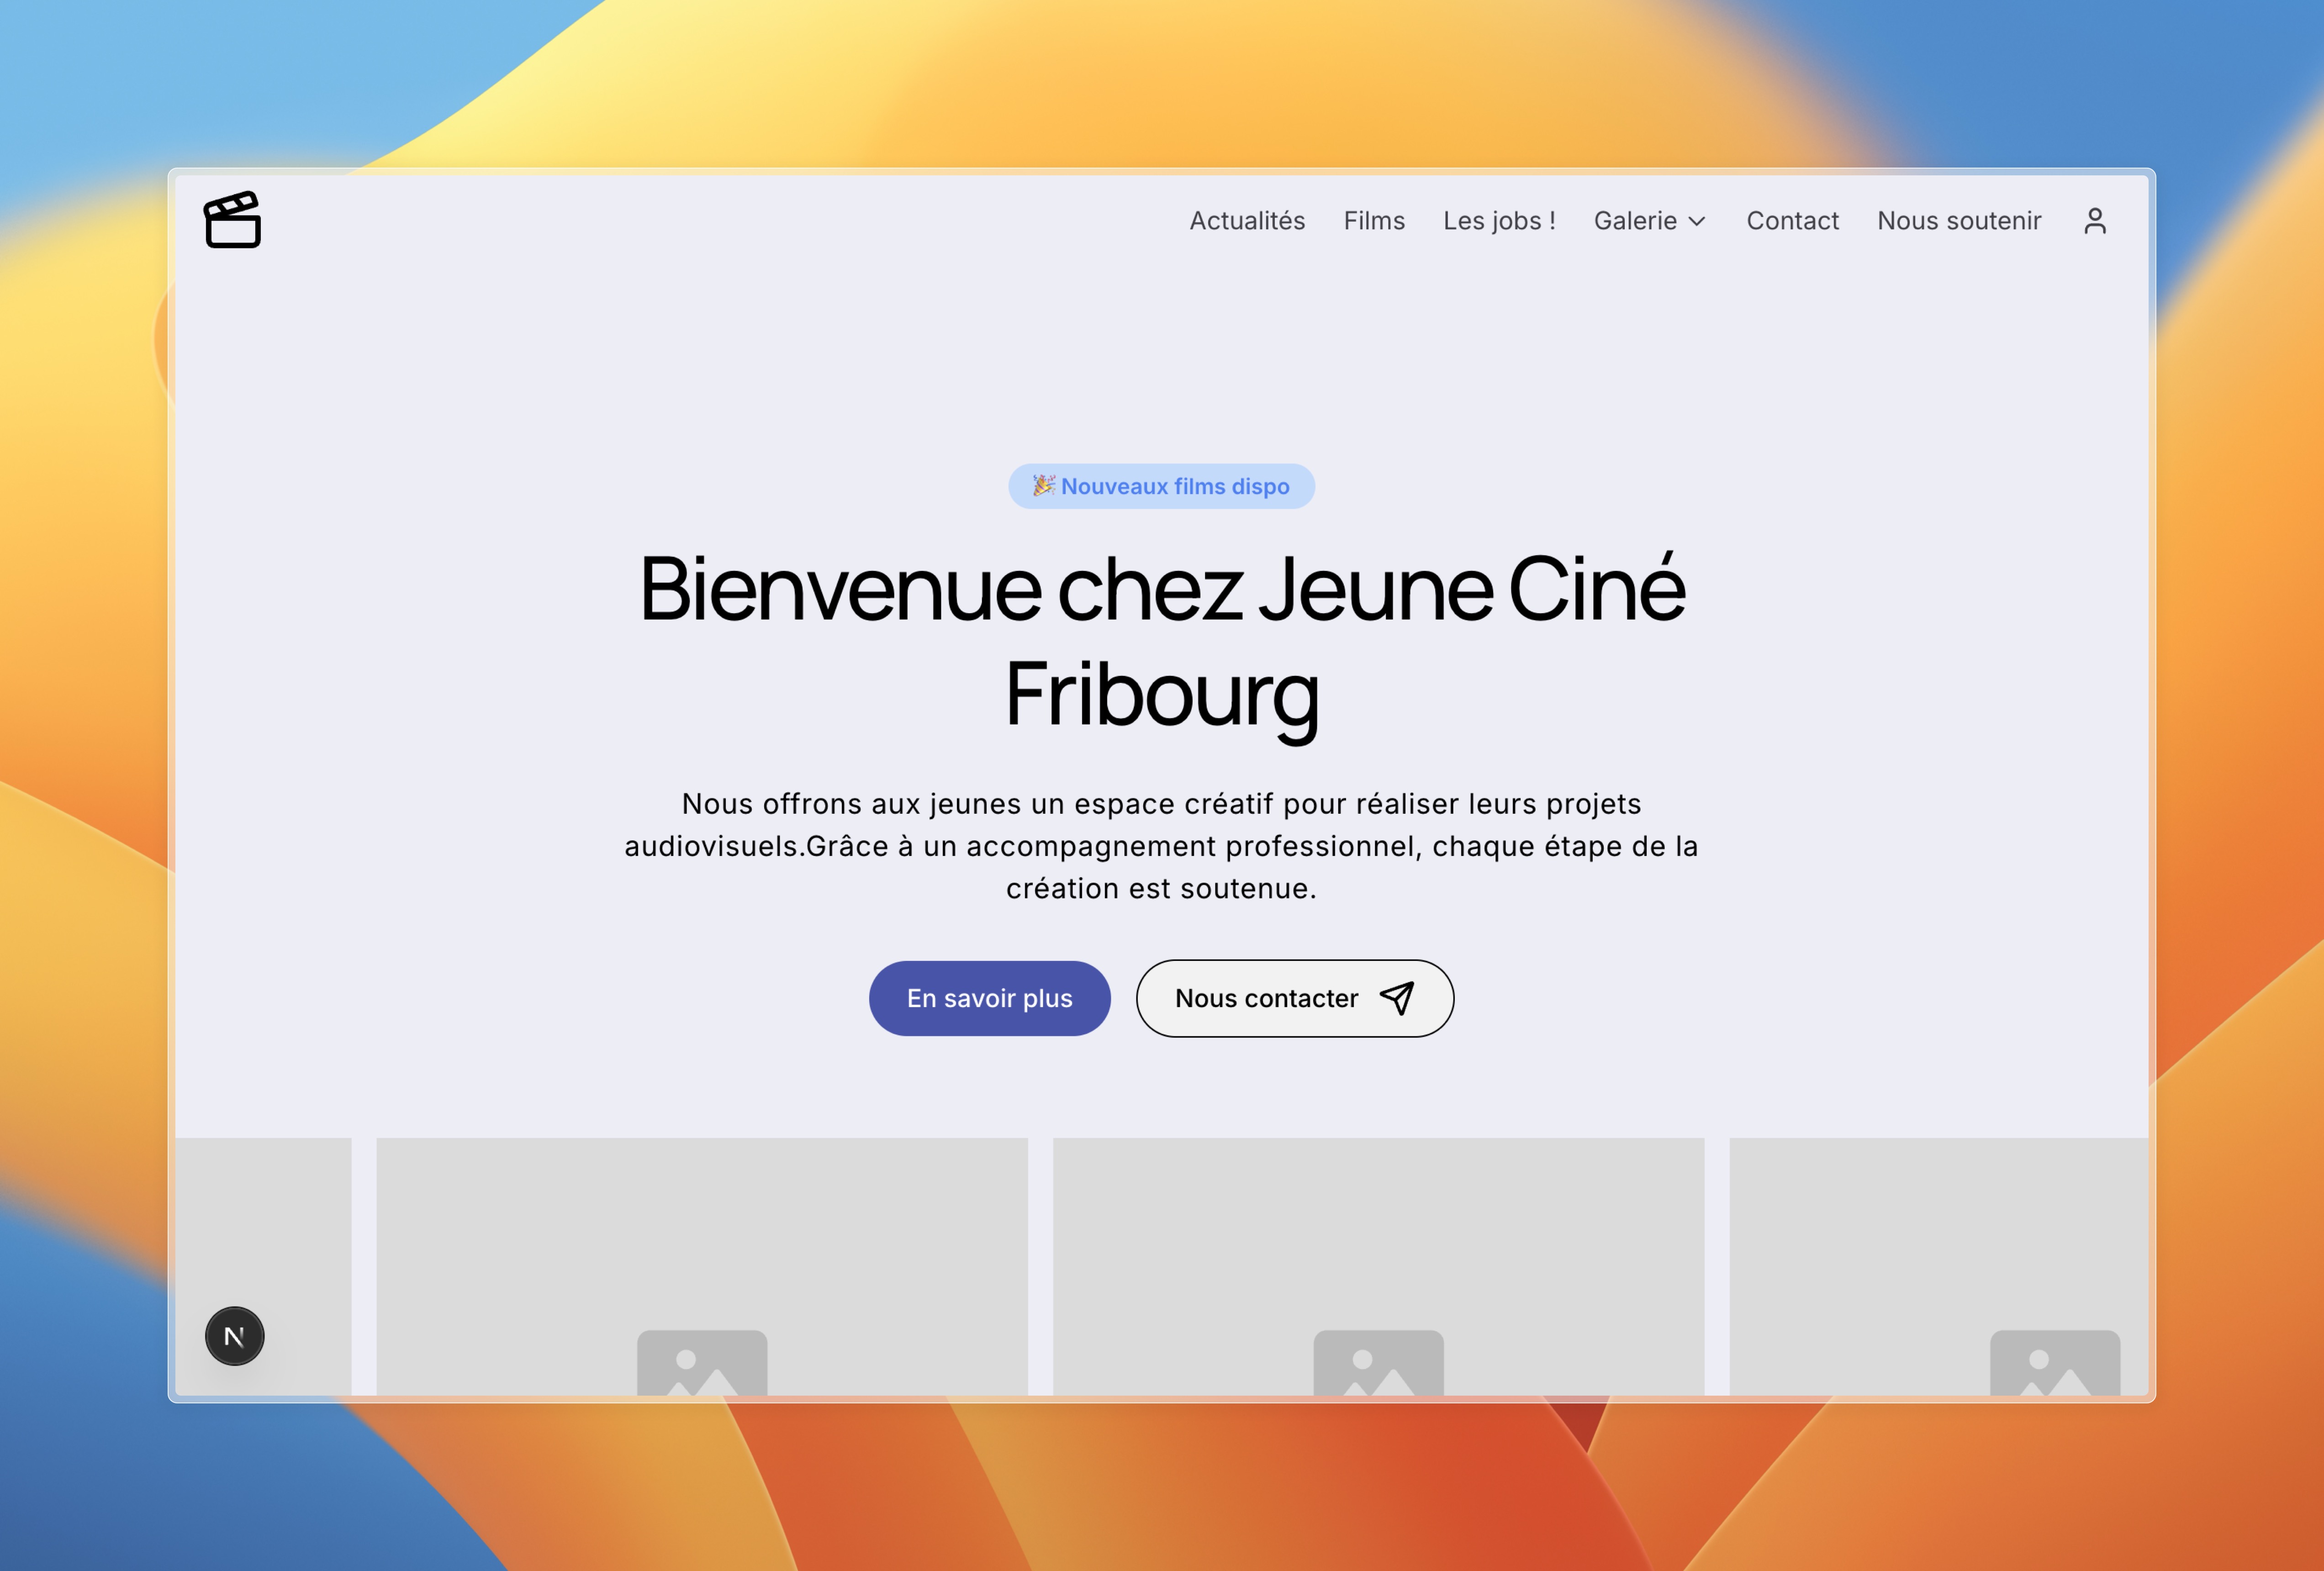 Actualités Films Les jobs ! Galerie Contact Nous soutenir
🎉 Nouveaux films dispo
Bienvenue chez Jeune Ciné
Fribourg
Nous offrons aux jeunes un espace créatif pour réaliser leurs projets
audiovisuels.Grâce à un accompagnement professionnel, chaque étape de la
création est soutenue.
En savoir plus Nous contacter
N